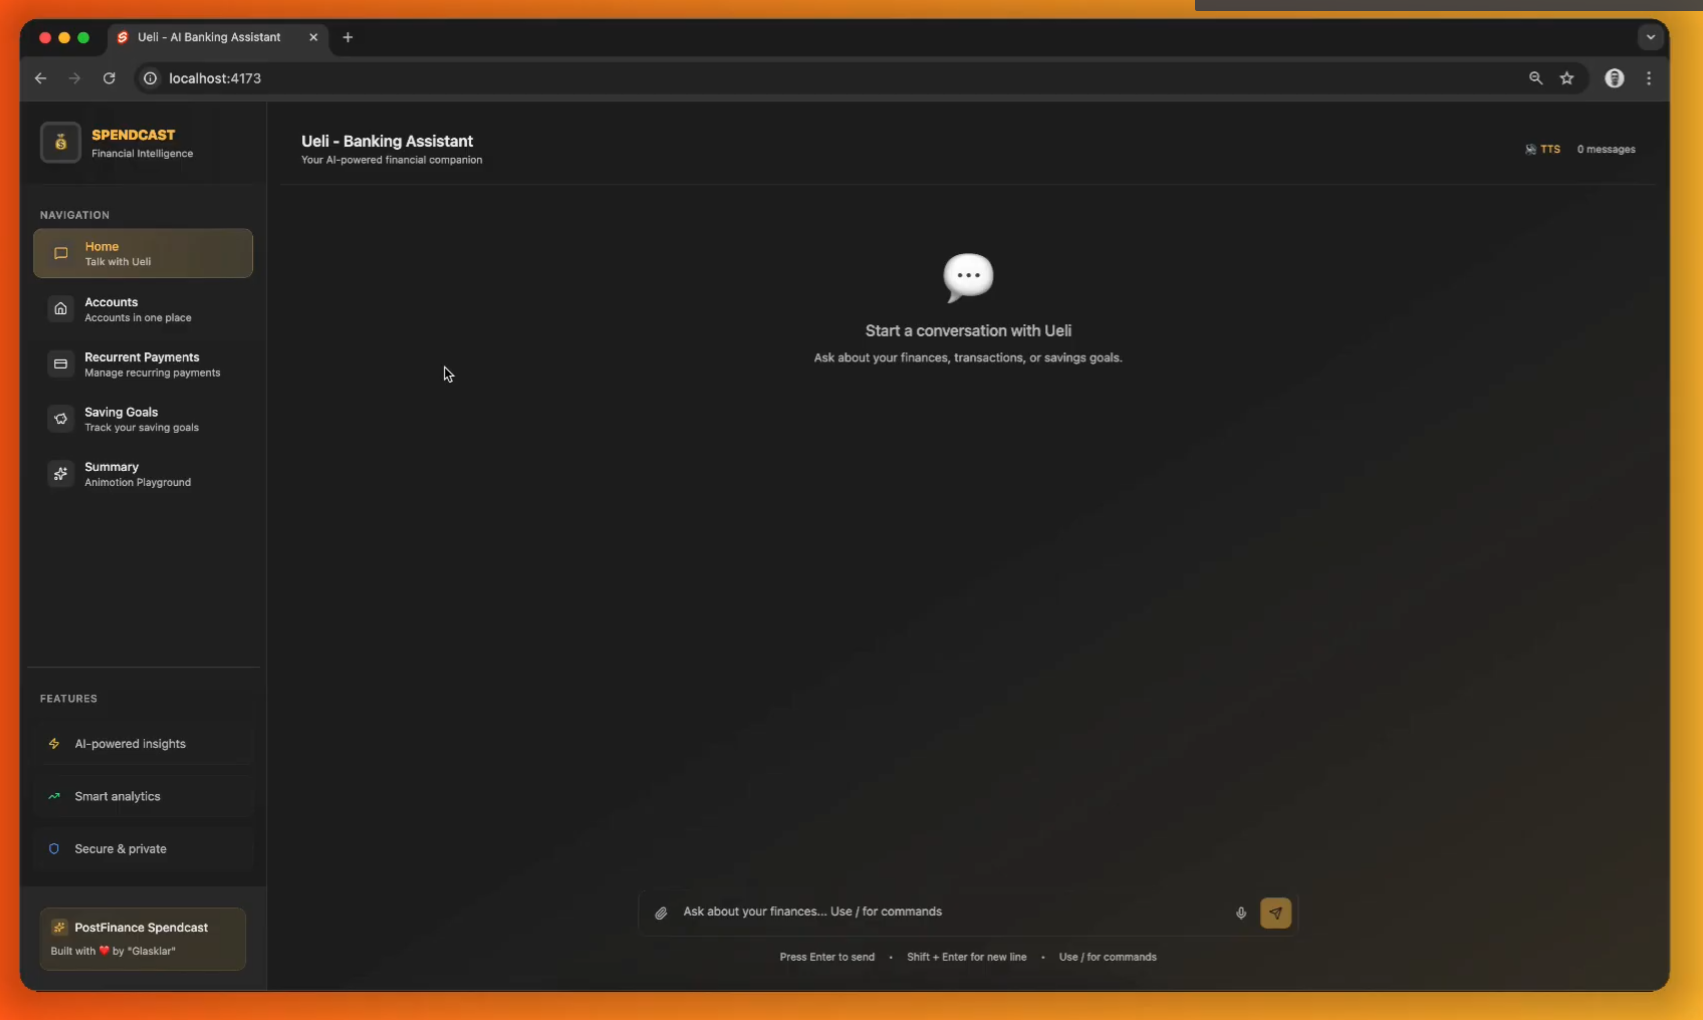 Ueli - AI Banking Assistant
localhost:4173
SPENDCAST
Financial Intelligence
NAVIGATION
Home
Talk with Ueli
Accounts
Accounts in one place
Recurrent Payments
Manage recurring payments
Saving Goals
Track your saving goals
Summary
Animotion Playground
FEATURES
AI-powered insights
Smart analytics
Secure & private
PostFinance Spendcast
Built with ❤️ by "Glasklar"
Ueli - Banking Assistant
Your AI-powered financial companion
TTS
0 messages
Start a conversation with Ueli
Ask about your finances, transactions, or savings goals.
Ask about your finances... Use / for commands
Press Enter to send • Shift + Enter for new line • Use / for commands